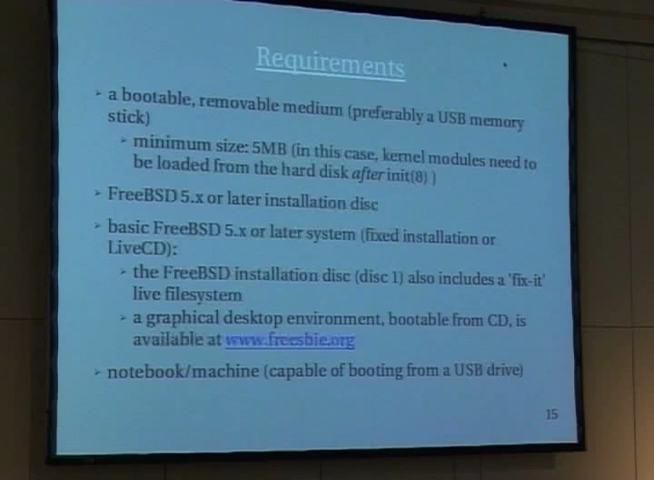 Requirements
‣ a bootable, removable medium (preferably a USB memory
stick)
‣ minimum size: 5MB (in this case, kernel modules need to
be loaded from the hard disk after init(8) )
‣ FreeBSD 5.x or later installation disc
‣ basic FreeBSD 5.x or later system (fixed installation or
LiveCD):
‣ the FreeBSD installation disc (disc 1) also includes a 'fix-it'
live filesystem
‣ a graphical desktop environment, bootable from CD, is
available at www.freesbie.org
‣ notebook/machine (capable of booting from a USB drive)
15